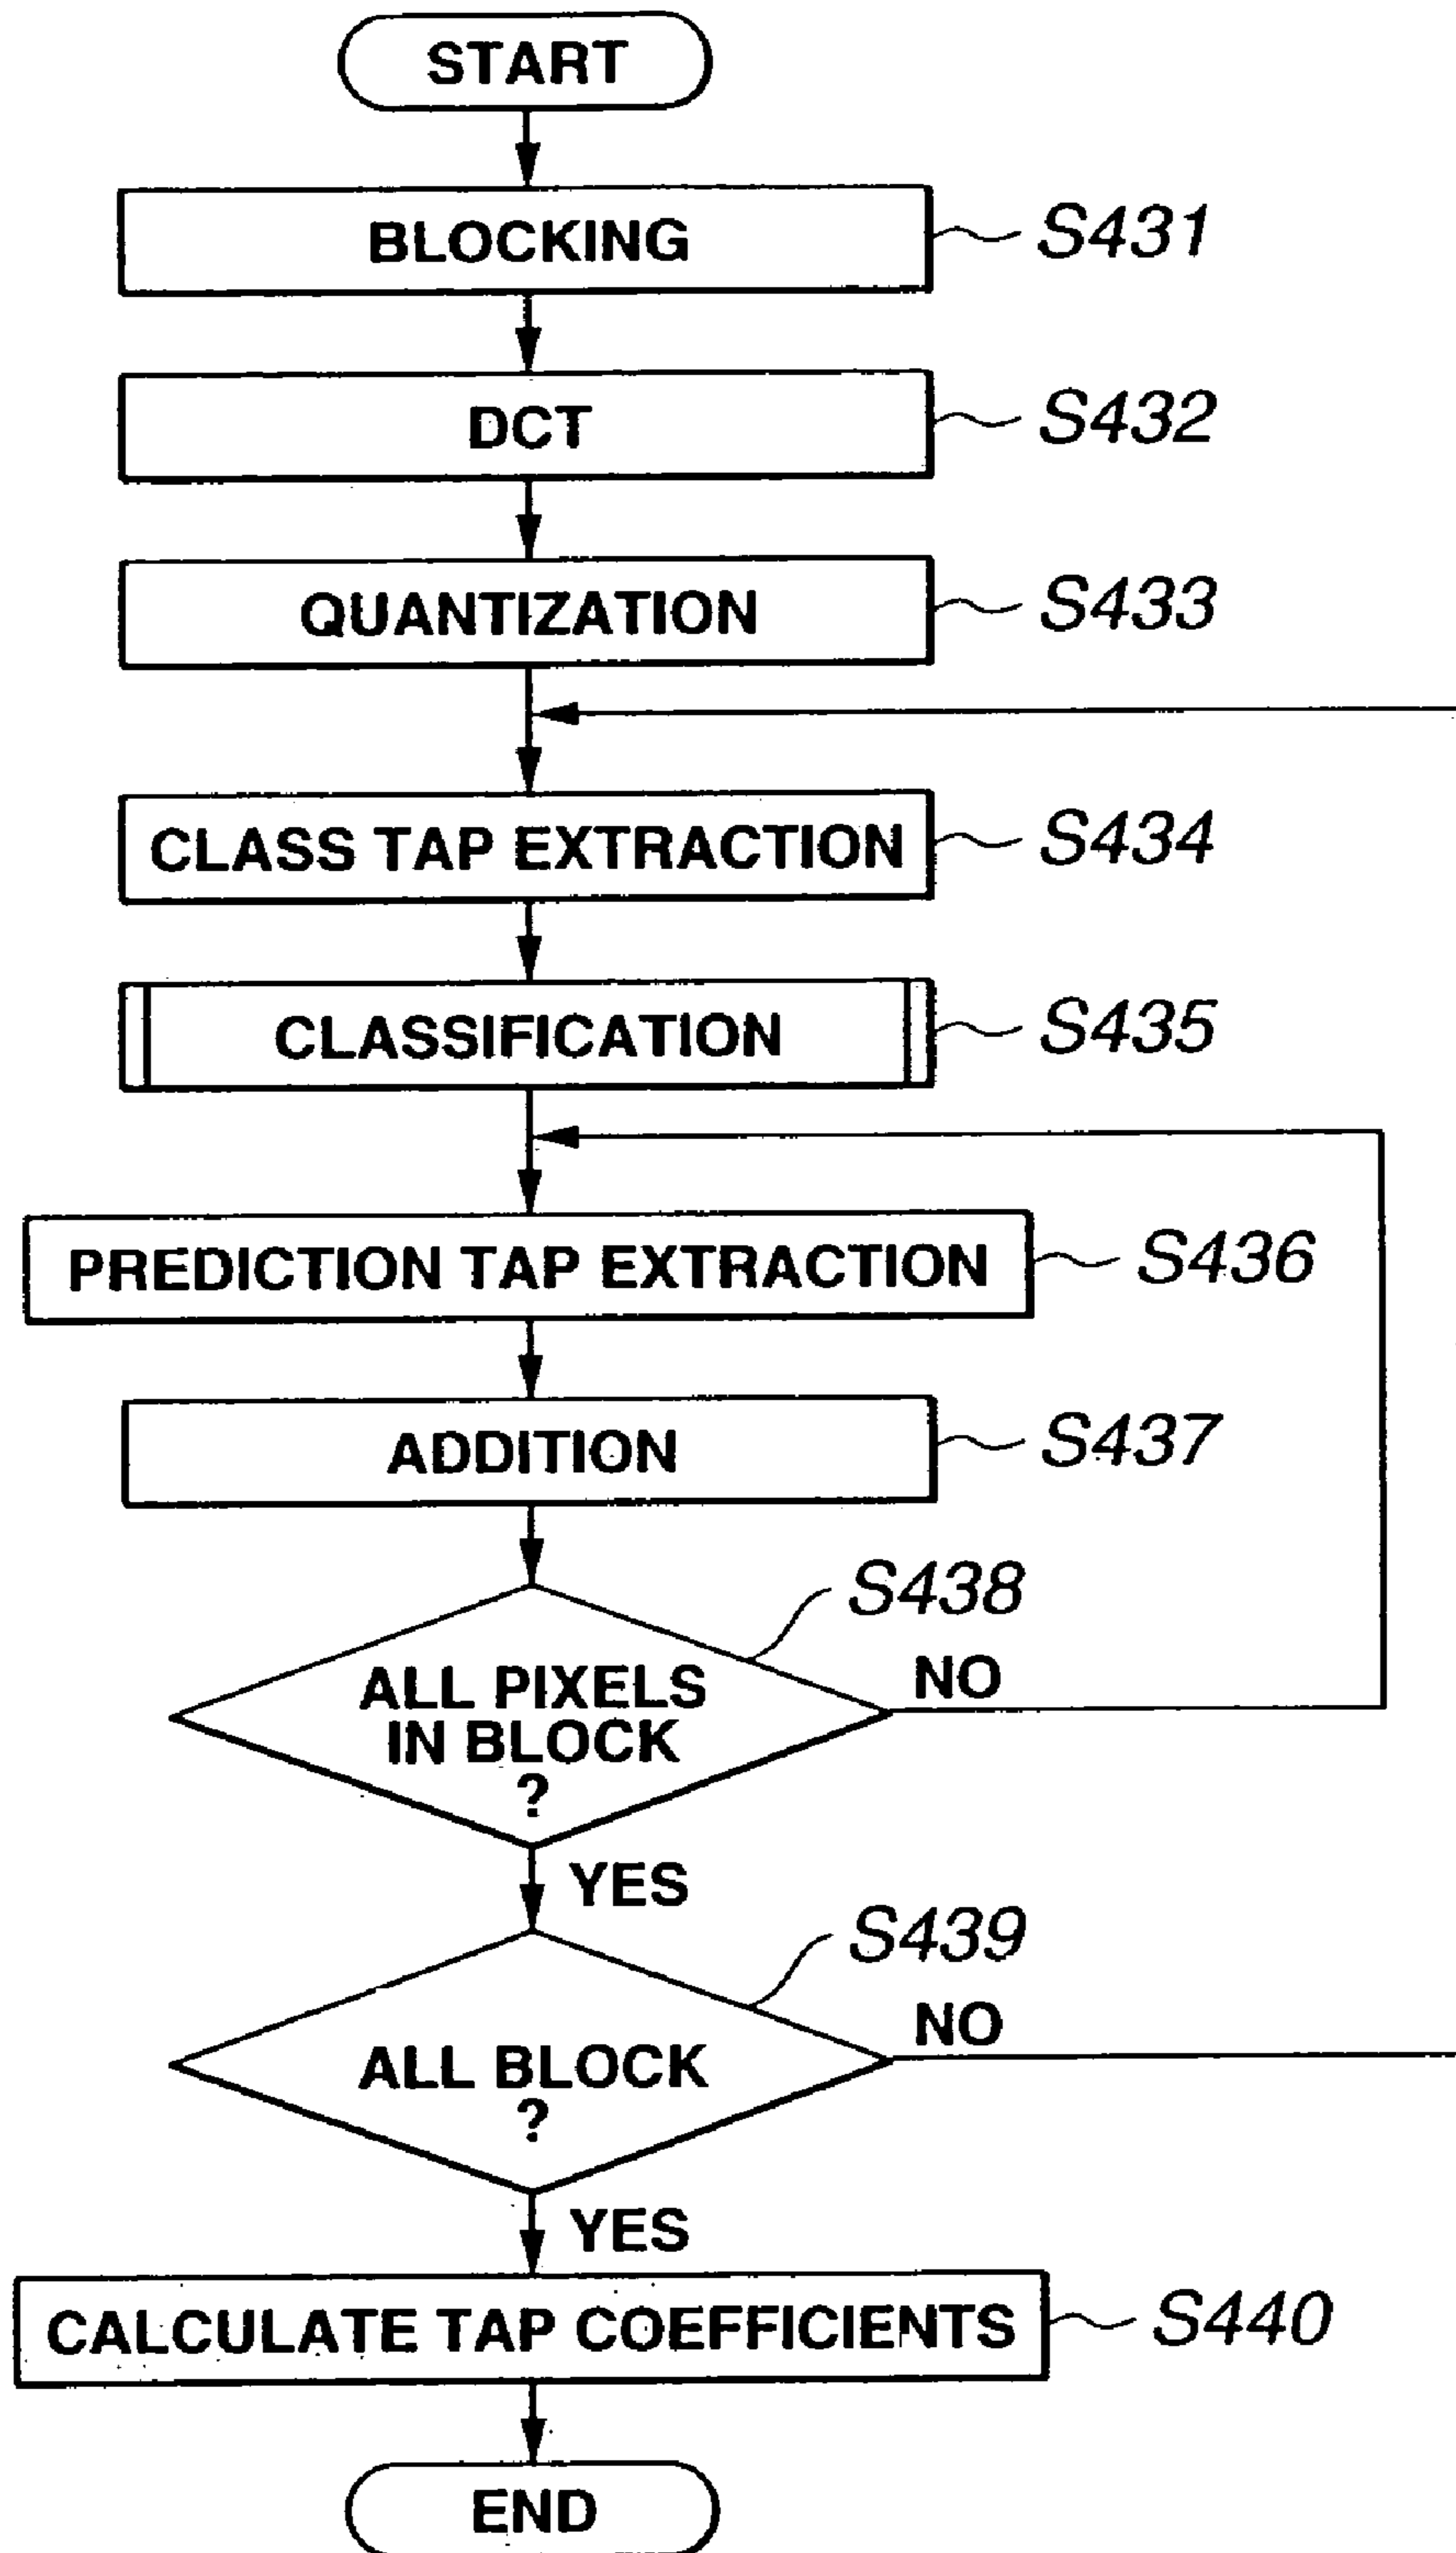 START
BLOCKING
S431
DCT
S432
QUANTIZATION
S433
CLASS TAP EXTRACTION
S434
CLASSIFICATION
S435
PREDICTION TAP EXTRACTION
S436
ADDITION
S437
S438
ALL PIXELS
IN BLOCK
?
NO
YES
S439
ALL BLOCK
?
NO
YES
CALCULATE TAP COEFFICIENTS
S440
END